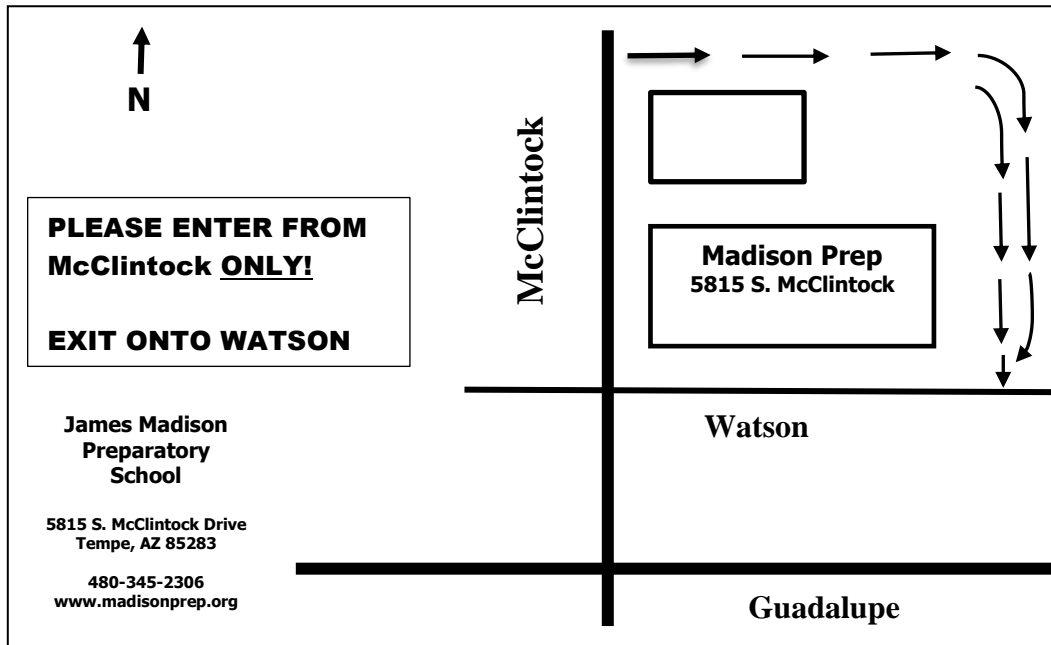 N
PLEASE ENTER FROM
McClintock ONLY!
EXIT ONTO WATSON
James Madison
Preparatory
School
5815 S. McClintock Drive
Tempe, AZ 85283
480-345-2306
www.madisonprep.org
McClintock
Madison Prep
5815 S. McClintock
Watson
Guadalupe